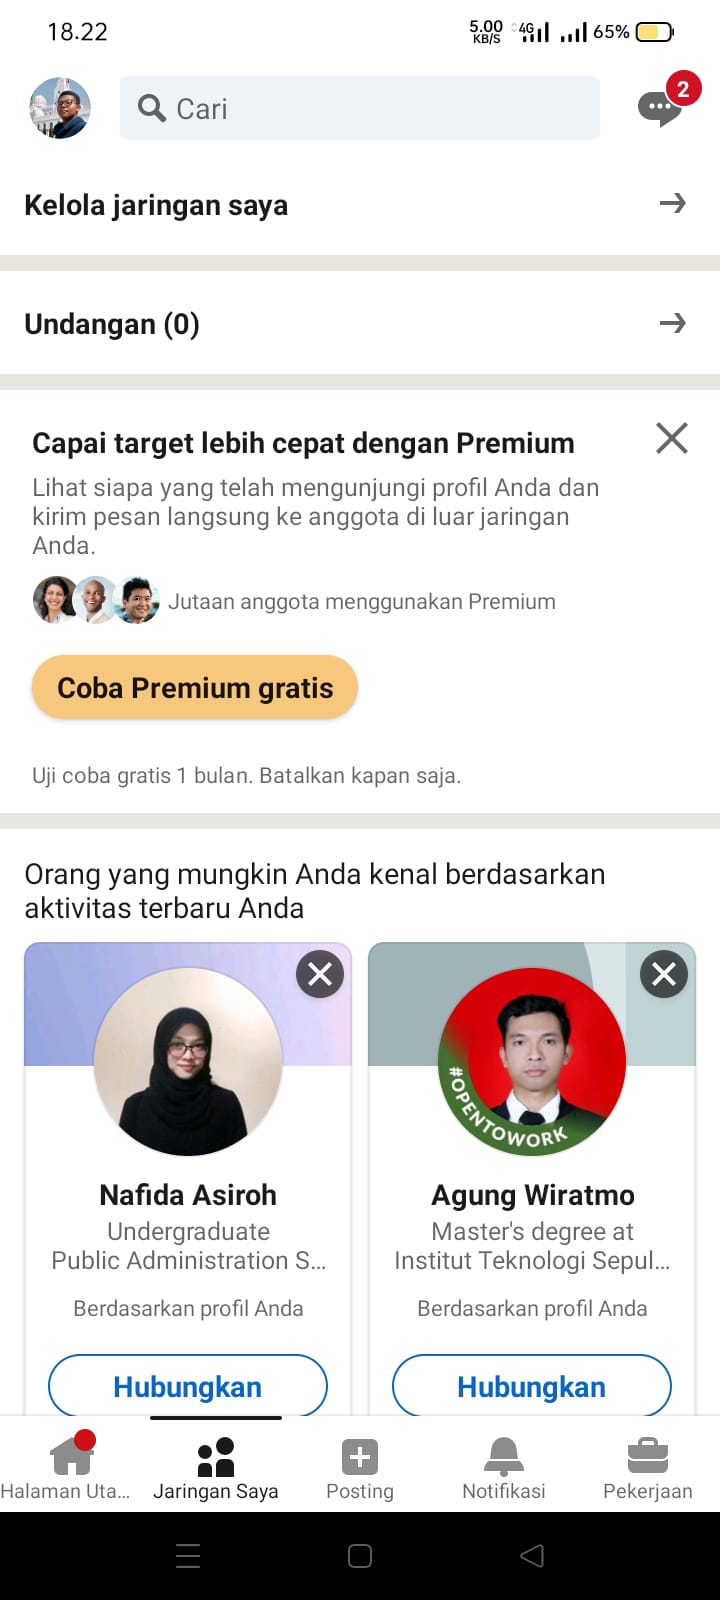 18.22
5.00 KB/S 4G 65%
Cari
2
Kelola jaringan saya
Undangan (0)
Capai target lebih cepat dengan Premium
Lihat siapa yang telah mengunjungi profil Anda dan
kirim pesan langsung ke anggota di luar jaringan
Anda.
Jutaan anggota menggunakan Premium
Coba Premium gratis
Uji coba gratis 1 bulan. Batalkan kapan saja.
Orang yang mungkin Anda kenal berdasarkan
aktivitas terbaru Anda
#OPENTOWORK
Nafida Asiroh
Undergraduate
Public Administration S...
Berdasarkan profil Anda
Hubungkan
Agung Wiratmo
Master's degree at
Institut Teknologi Sepul...
Berdasarkan profil Anda
Hubungkan
Halaman Uta...
Jaringan Saya
Posting
Notifikasi
Pekerjaan